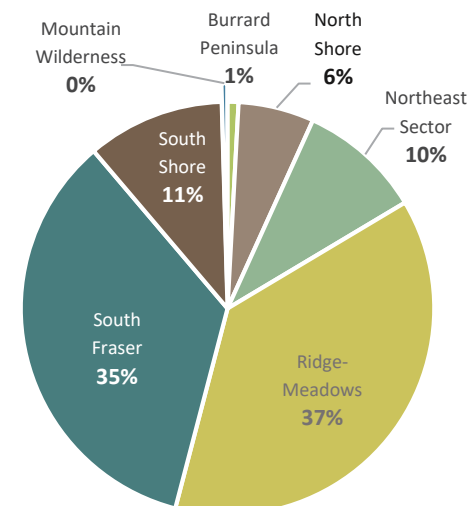 Mountain
Wilderness
0%
Burrard
Peninsula
1%
North
Shore
6%
Northeast
Sector
10%
South
Shore
11%
South
Fraser
35%
Ridge-
Meadows
37%